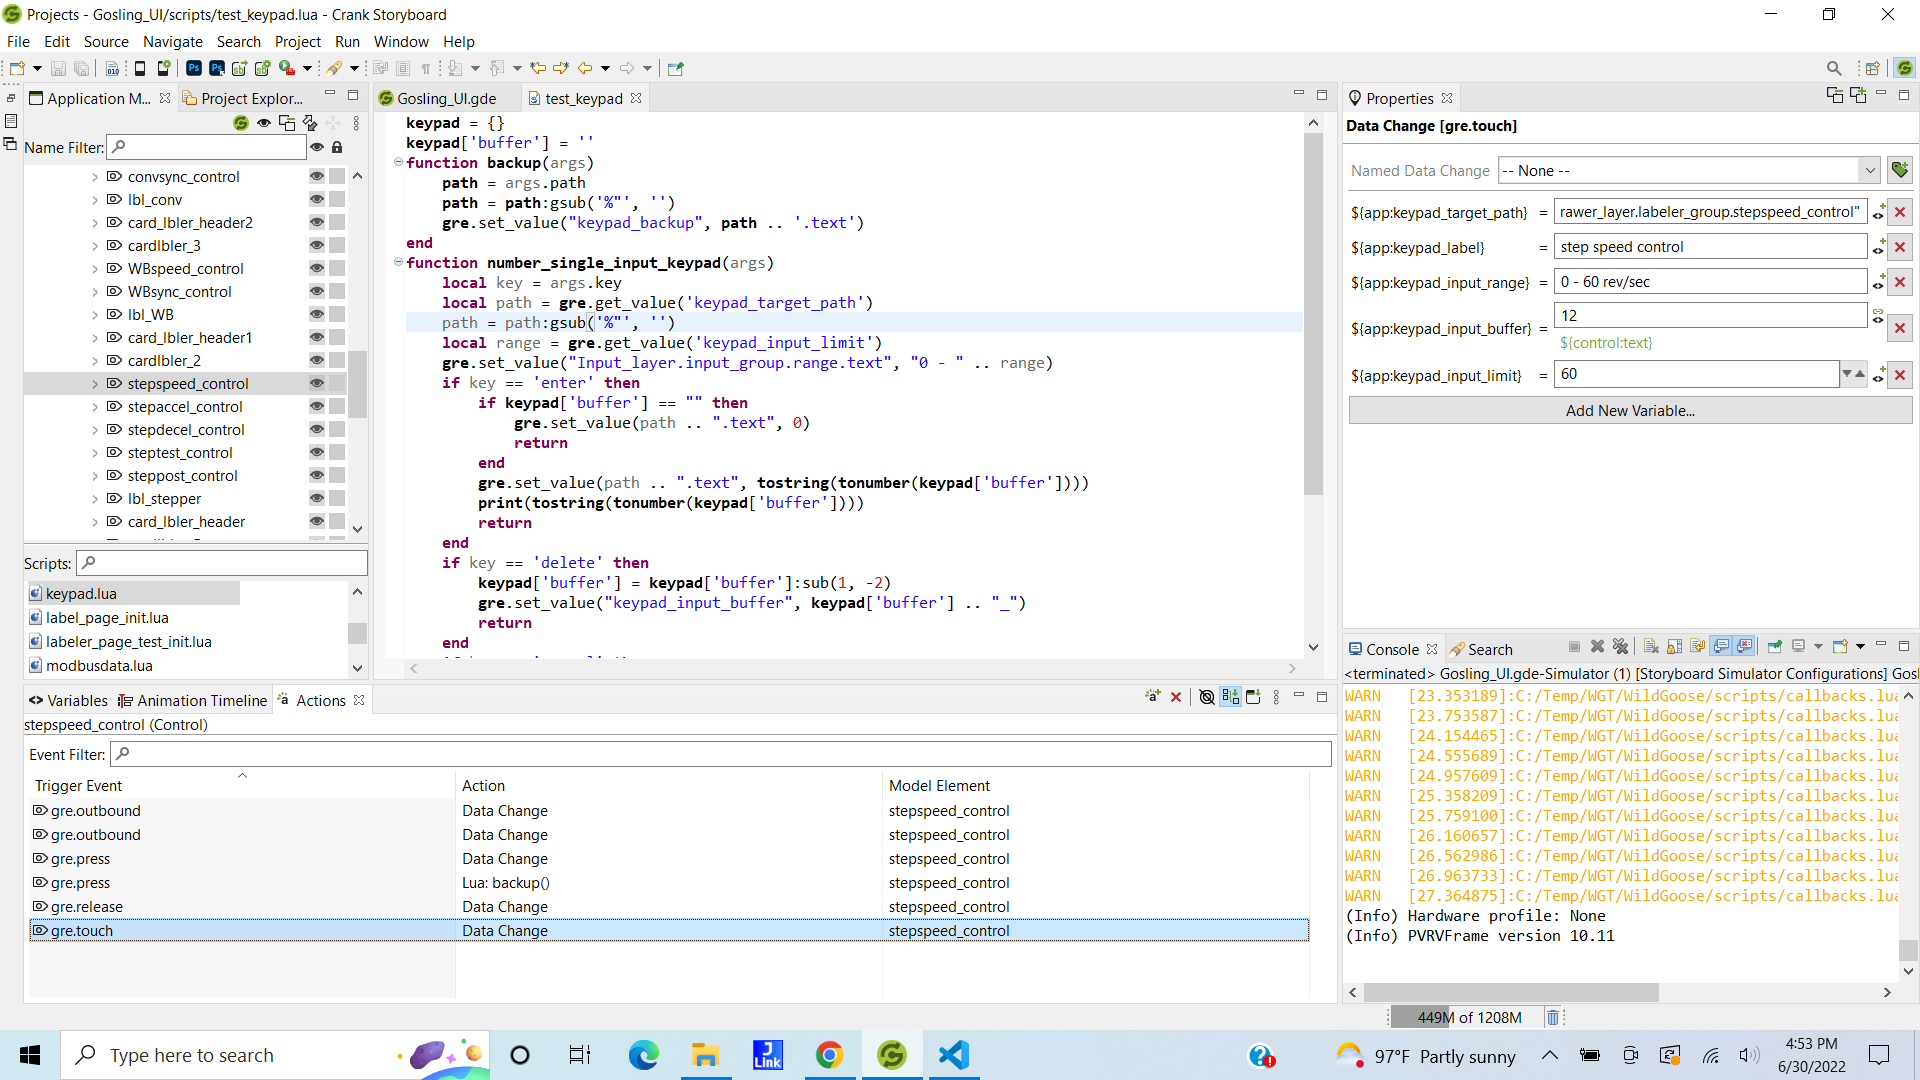 Projects - Gosling_UI/scripts/test_keypad.lua - Crank Storyboard
File Edit Source Navigate Search Project Run Window Help
Application M...
Project Explor...
Name Filter:
convsync_control
lbl_conv
card_lbler_header2
cardlbler_3
WBspeed_control
WBsync_control
lbl_WB
card_lbler_header1
cardlbler_2
stepspeed_control
stepaccel_control
stepdecel_control
steptest_control
steppost_control
lbl_stepper
card_lbler_header
Scripts:
keypad.lua
label_page_init.lua
labeler_page_test_init.lua
modbusdata.lua
Gosling_UI.gde
test_keypad
keypad = {}
keypad['buffer'] = ''
function backup(args)
path = args.path
path = path:gsub('%"', '')
gre.set_value("keypad_backup", path .. '.text')
end
function number_single_input_keypad(args)
local key = args.key
local path = gre.get_value('keypad_target_path')
path = path:gsub('%"', '')
local range = gre.get_value('keypad_input_limit')
gre.set_value("Input_layer.input_group.range.text", "0 - " .. range)
if key == 'enter' then
if keypad['buffer'] == "" then
gre.set_value(path .. ".text", 0)
return
end
gre.set_value(path .. ".text", tostring(tonumber(keypad['buffer'])))
print(tostring(tonumber(keypad['buffer'])))
return
end
if key == 'delete' then
keypad['buffer'] = keypad['buffer']:sub(1, -2)
gre.set_value("keypad_input_buffer", keypad['buffer'] .. "_")
return
end
Properties
Data Change [gre.touch]
Named Data Change -- None --
${app:keypad_target_path} = rawer_layer.labeler_group.stepspeed_control"
${app:keypad_label} = step speed control
${app:keypad_input_range} = 0 - 60 rev/sec
${app:keypad_input_buffer} = 12
${control:text}
${app:keypad_input_limit} = 60
Add New Variable...
Variables
Animation Timeline
Actions
stepspeed_control (Control)
Event Filter:
Trigger Event Action Model Element
gre.outbound Data Change stepspeed_control
gre.outbound Data Change stepspeed_control
gre.press Data Change stepspeed_control
gre.press Lua: backup() stepspeed_control
gre.release Data Change stepspeed_control
gre.touch Data Change stepspeed_control
Console
Search
<terminated> Gosling_UI.gde-Simulator (1) [Storyboard Simulator Configurations] Gosl
WARN [23.353189]:C:/Temp/WGT/WildGoose/scripts/callbacks.lua
WARN [23.753587]:C:/Temp/WGT/WildGoose/scripts/callbacks.lua
WARN [24.154465]:C:/Temp/WGT/WildGoose/scripts/callbacks.lua
WARN [24.555689]:C:/Temp/WGT/WildGoose/scripts/callbacks.lua
WARN [24.957609]:C:/Temp/WGT/WildGoose/scripts/callbacks.lua
WARN [25.358209]:C:/Temp/WGT/WildGoose/scripts/callbacks.lua
WARN [25.759100]:C:/Temp/WGT/WildGoose/scripts/callbacks.lua
WARN [26.160657]:C:/Temp/WGT/WildGoose/scripts/callbacks.lua
WARN [26.562986]:C:/Temp/WGT/WildGoose/scripts/callbacks.lua
WARN [26.963733]:C:/Temp/WGT/WildGoose/scripts/callbacks.lua
WARN [27.364875]:C:/Temp/WGT/WildGoose/scripts/callbacks.lua
(Info) Hardware profile: None
(Info) PVRVFrame version 10.11
449M of 1208M
Type here to search
J
Link
97°F Partly sunny
4:53 PM
6/30/2022